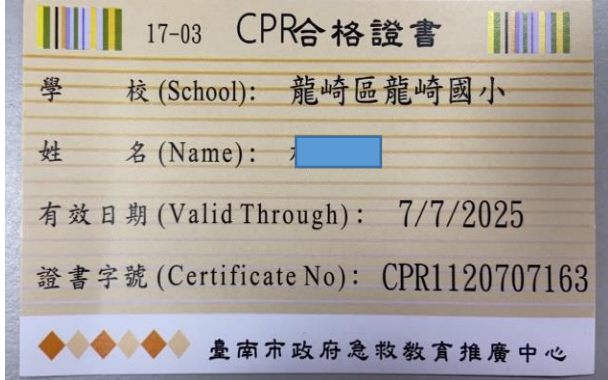 17-03 CPR合格證書
學 校 (School): 龍崎區龍崎國小
姓 名 (Name):
有效日期 (Valid Through): 7/7/2025
證書字號 (Certificate No): CPR1120707163
臺南市政府急救教育推廣中心